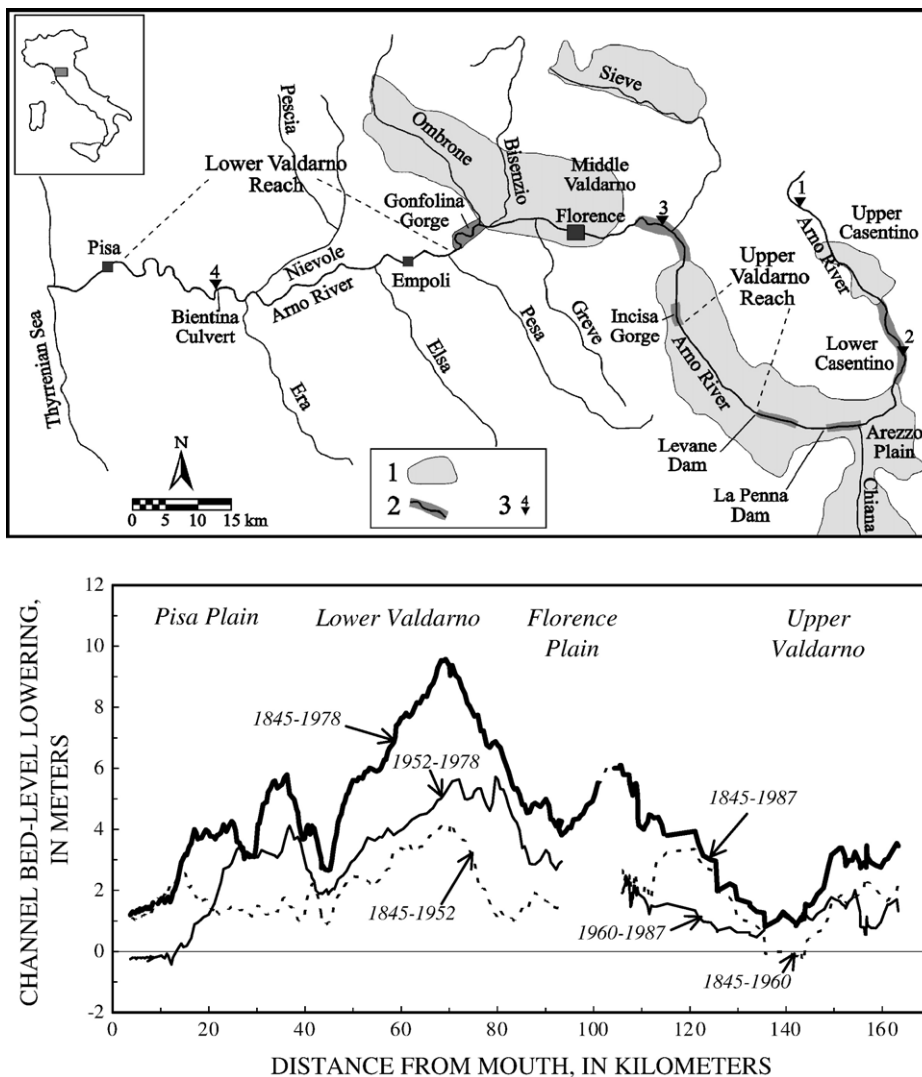 Pescia
Sieve
Ombrone
Bisenzio
Lower Valdarno
Reach
Middle
Valdarno
Gonfolina
Gorge
Florence
3
1
Arno River
Upper
Casentino
Pisa
4
Nievole
Arno River
Empoli
Bientina
Culvert
Upper
Valdarno
Reach
Incisa
Gorge
Greve
Pesa
Elsa
Era
Thyrrenian Sea
Arno River
Lower
Casentino
2
Levane
Dam
Arezzo
Plain
La Penna
Dam
Chiana
N
0 5 10 15 km
1
2
3 4
CHANNEL BED-LEVEL LOWERING,
IN METERS
12
10
8
6
4
2
0
-2
Pisa Plain
Lower Valdarno
Florence
Plain
Upper
Valdarno
1845-1978
1952-1978
1845-1952
1845-1987
1960-1987
1845-1960
0 20 40 60 80 100 120 140 160
DISTANCE FROM MOUTH, IN KILOMETERS